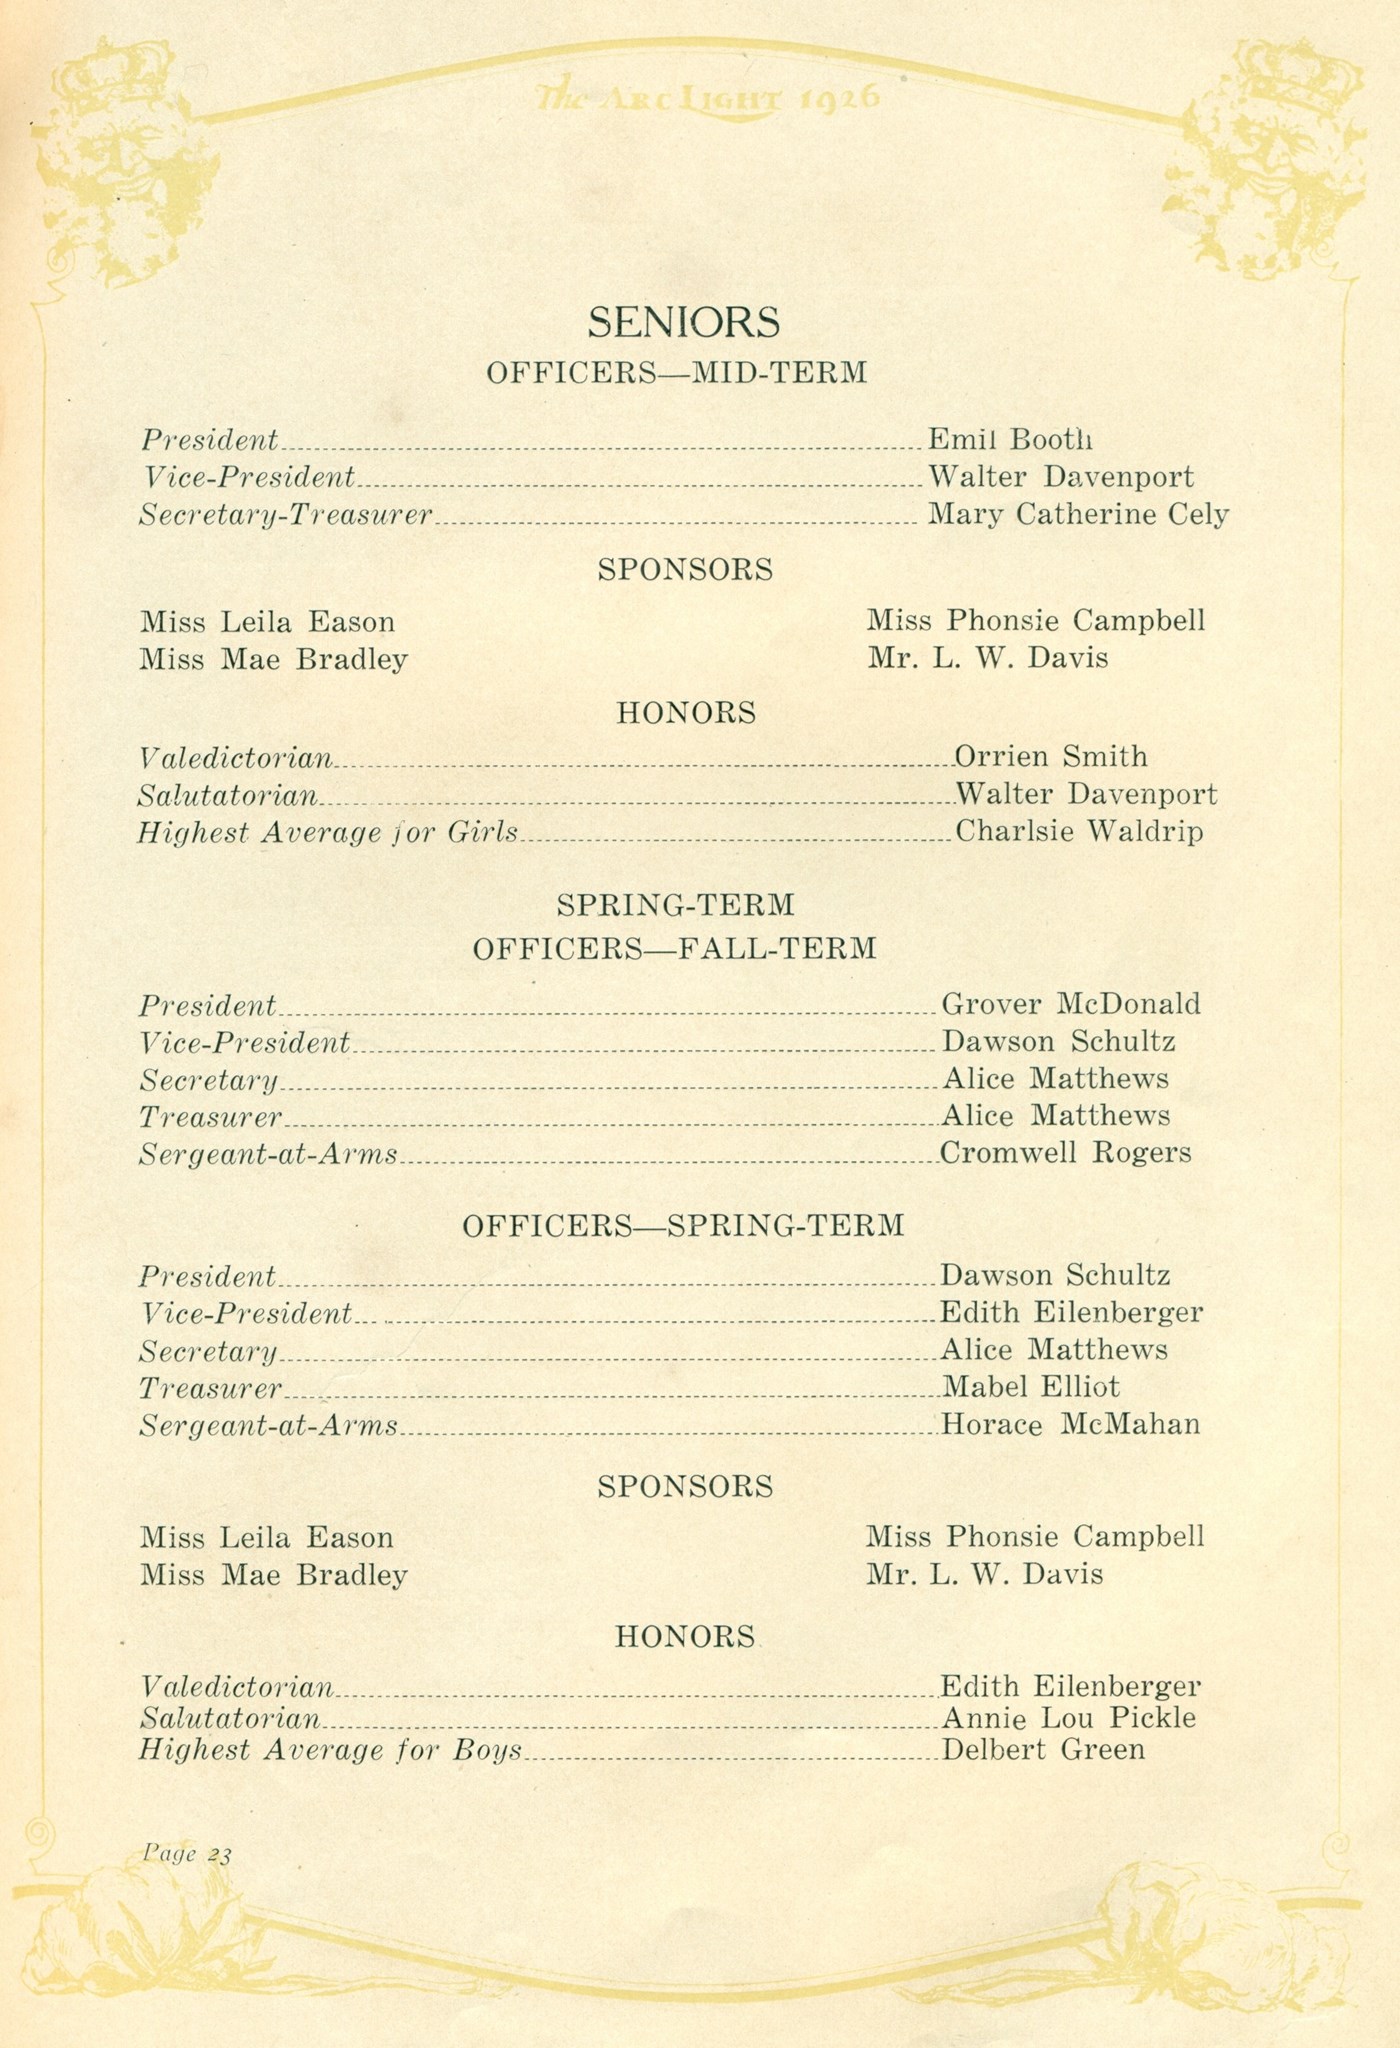 The ARC LIGHT 1926
SENIORS
OFFICERS—MID-TERM
President Emil Booth
Vice-President Walter Davenport
Secretary-Treasurer Mary Catherine Cely
SPONSORS
Miss Leila Eason Miss Phonsie Campbell
Miss Mae Bradley Mr. L. W. Davis
HONORS
Valedictorian Orrien Smith
Salutatorian Walter Davenport
Highest Average for Girls Charlsie Waldrip
SPRING-TERM
OFFICERS—FALL-TERM
President Grover McDonald
Vice-President Dawson Schultz
Secretary Alice Matthews
Treasurer Alice Matthews
Sergeant-at-Arms Cromwell Rogers
OFFICERS—SPRING-TERM
President Dawson Schultz
Vice-President Edith Eilenberger
Secretary Alice Matthews
Treasurer Mabel Elliot
Sergeant-at-Arms Horace McMahan
SPONSORS
Miss Leila Eason Miss Phonsie Campbell
Miss Mae Bradley Mr. L. W. Davis
HONORS
Valedictorian Edith Eilenberger
Salutatorian Annie Lou Pickle
Highest Average for Boys Delbert Green
Page 23